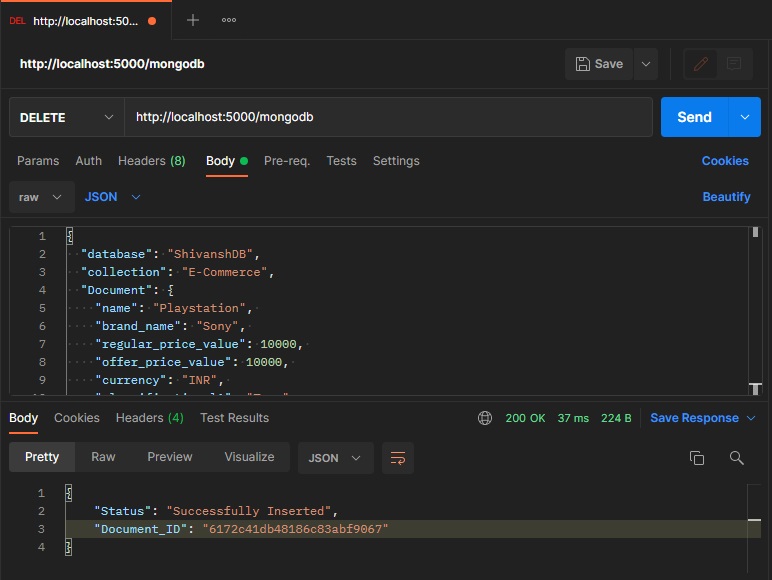 DEL http://localhost:50...
http://localhost:5000/mongodb
Save
DELETE http://localhost:5000/mongodb Send
Params Auth Headers (8) Body Pre-req. Tests Settings Cookies
raw JSON Beautify
1 {
2 "database": "ShivanshDB",
3 "collection": "E-Commerce",
4 "Document": {
5 "name": "Playstation",
6 "brand_name": "Sony",
7 "regular_price_value": 10000,
8 "offer_price_value": 10000,
9 "currency": "INR",
Body Cookies Headers (4) Test Results 200 OK 37 ms 224 B Save Response
Pretty Raw Preview Visualize JSON
1 {
2 "Status": "Successfully Inserted",
3 "Document_ID": "6172c41db48186c83abf9067"
4 }